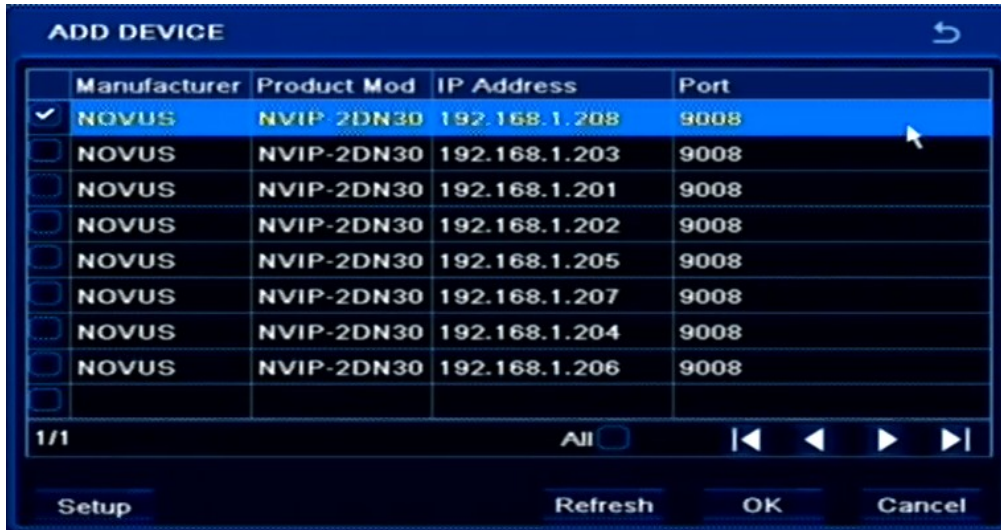 ADD DEVICE
Manufacturer Product Mod IP Address Port
NOVUS NVIP-2DN30 192.168.1.208 9008
NOVUS NVIP-2DN30 192.168.1.203 9008
NOVUS NVIP-2DN30 192.168.1.201 9008
NOVUS NVIP-2DN30 192.168.1.202 9008
NOVUS NVIP-2DN30 192.168.1.205 9008
NOVUS NVIP-2DN30 192.168.1.207 9008
NOVUS NVIP-2DN30 192.168.1.204 9008
NOVUS NVIP-2DN30 192.168.1.206 9008
1/1 All
Setup Refresh OK Cancel